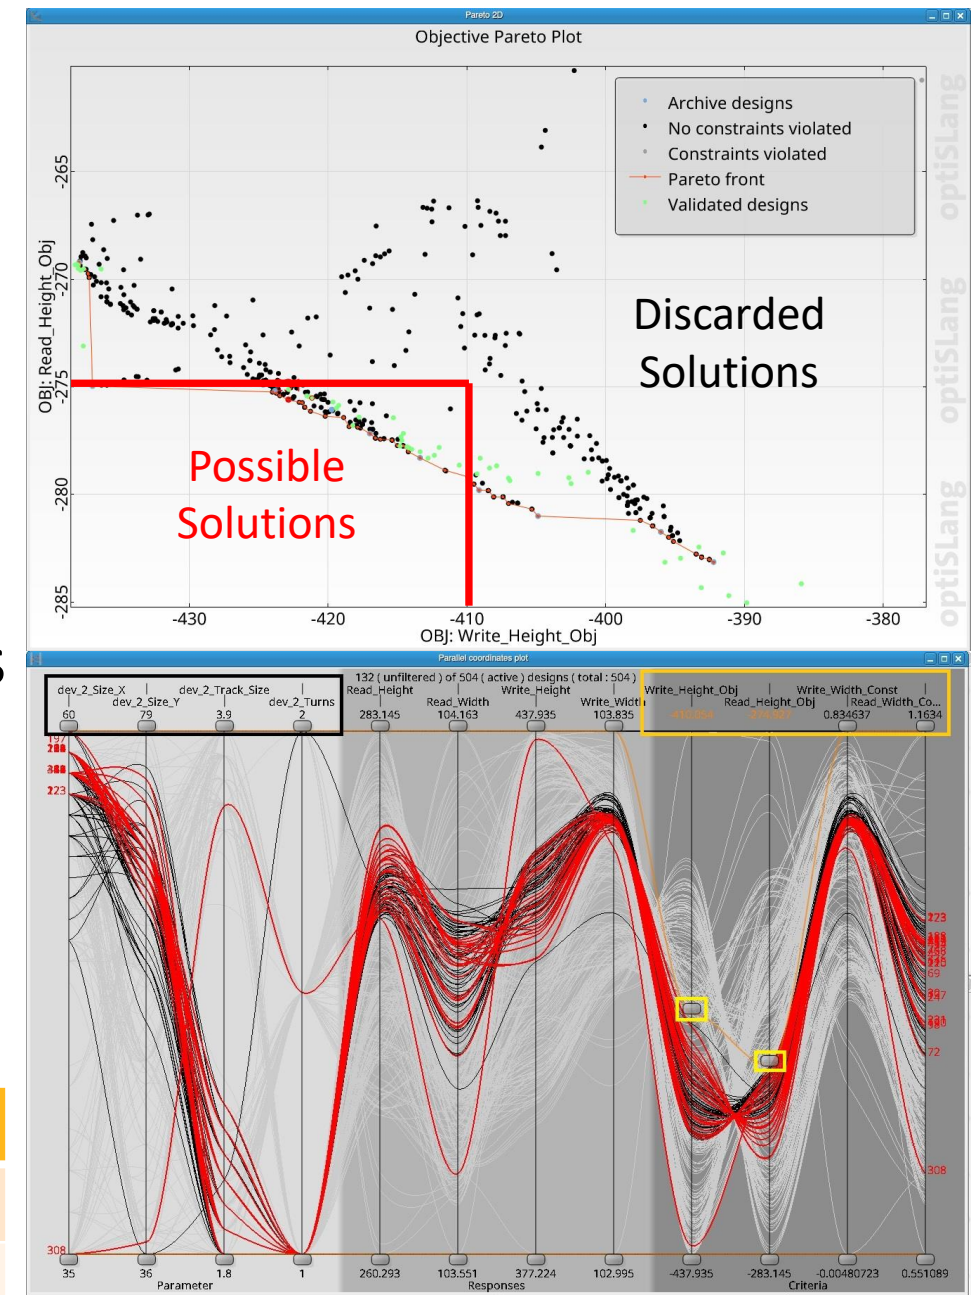 Pareto 2D
Objective Pareto Plot
Archive designs
No constraints violated
Constraints violated
Pareto front
Validated designs
optiSLang
optiSLang
optiSLang
OBJ: Read_Height_Obj
-265
-270
-275
-280
-285
Discarded
Solutions
Possible
Solutions
-430 -420 -410 -400 -390 -380
OBJ: Write_Height_Obj
s
Parallel coordinates plot
132 ( unfiltered ) of 504 ( active ) designs ( total : 504 )
dev_2_Size_X dev_2_Track_Size Read_Height Write_Height Write_Height_Obj Write_Width_Const
dev_2_Size_Y dev_2_Turns Read_Width Write_Width Read_Height_Obj Read_Width_Co...
60 79 3.9 2 283.145 104.163 437.935 103.835 0.834637 1.1634
197
223
308
273
69
72
308
35 36 1.8 1 260.293 103.551 377.224 102.995 -437.935 -283.145 -0.00480723 0.551089
Parameter Responses Criteria